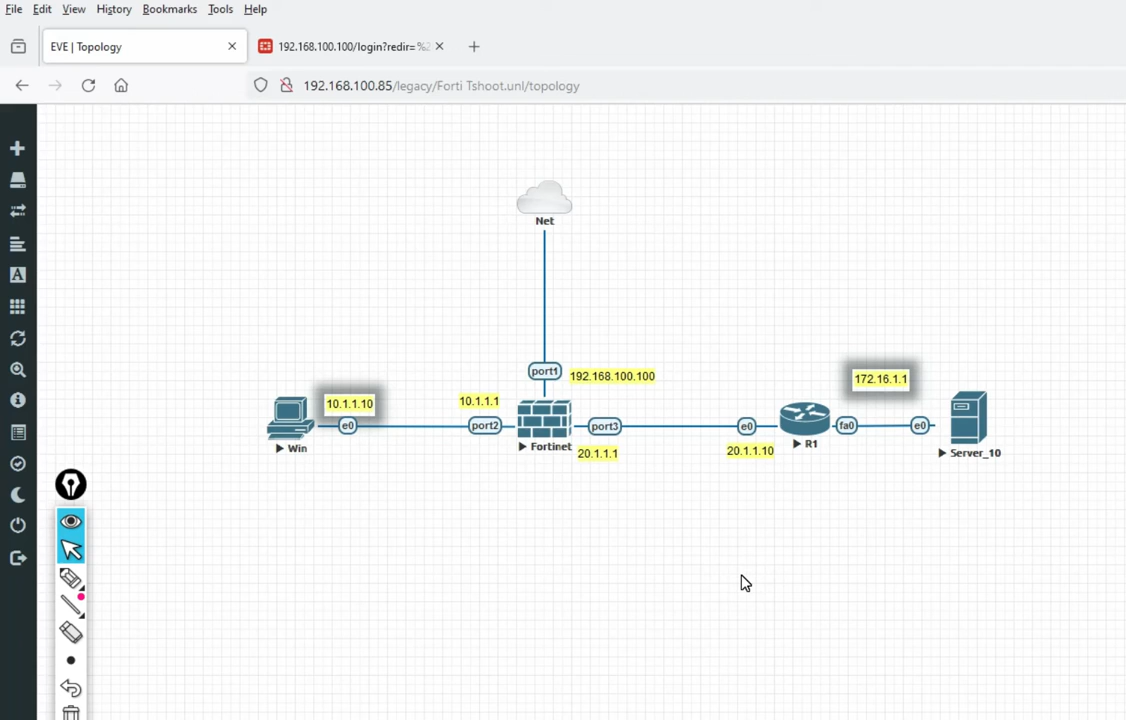 File Edit View History Bookmarks Tools Help
EVE | Topology
192.168.100.100/login?redir=%2
192.168.100.85/legacy/Forti Tshoot.unl/topology
Net
port1
192.168.100.100
172.16.1.1
10.1.1.10
10.1.1.1
e0
port2
port3
e0
fa0
e0
Win
Fortinet
20.1.1.1
20.1.1.10
R1
Server_10
A